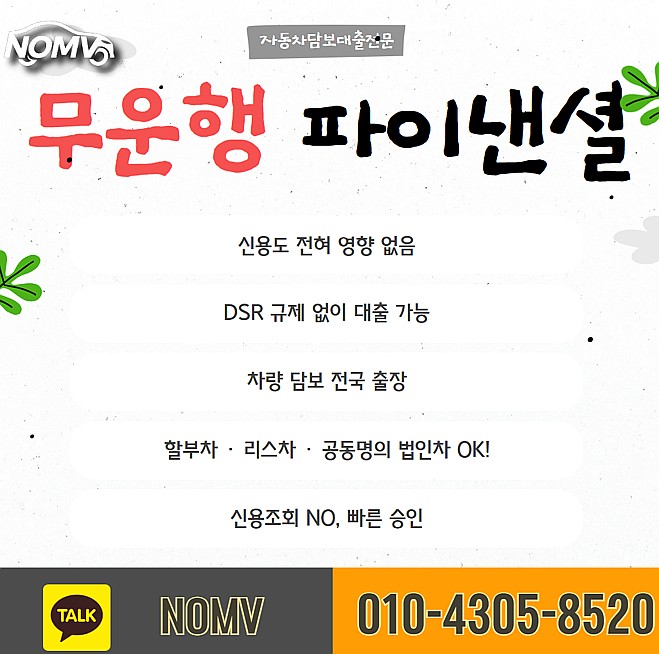 NOMV
자동차담보대출전문
무운행 파이낸셜
신용도 전혀 영향 없음
DSR 규제 없이 대출 가능
차량 담보 전국 출장
할부차 · 리스차 · 공동명의 법인차 OK!
신용조회 NO, 빠른 승인
TALK NOMV 010-4305-8520